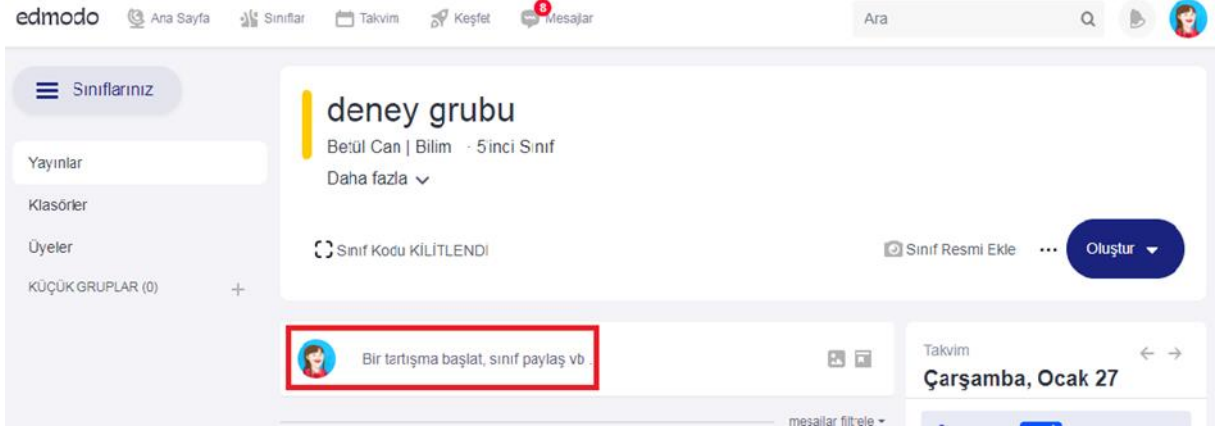 edmodo Ana Sayfa Sınıflar Takvim Keşfet 8 Mesajlar Ara
Sınıflarınız
Yayınlar
Klasörler
Üyeler
KÜÇÜK GRUPLAR (0) +
deney grubu
Betül Can | Bilim · 5'inci Sınıf
Daha fazla
Sınıf Kodu KİLİTLENDİ
Sınıf Resmi Ekle ... Oluştur
Bir tartışma başlat, sınıf paylaş vb .
mesajlar filtrele
Takvim ← →
Çarşamba, Ocak 27